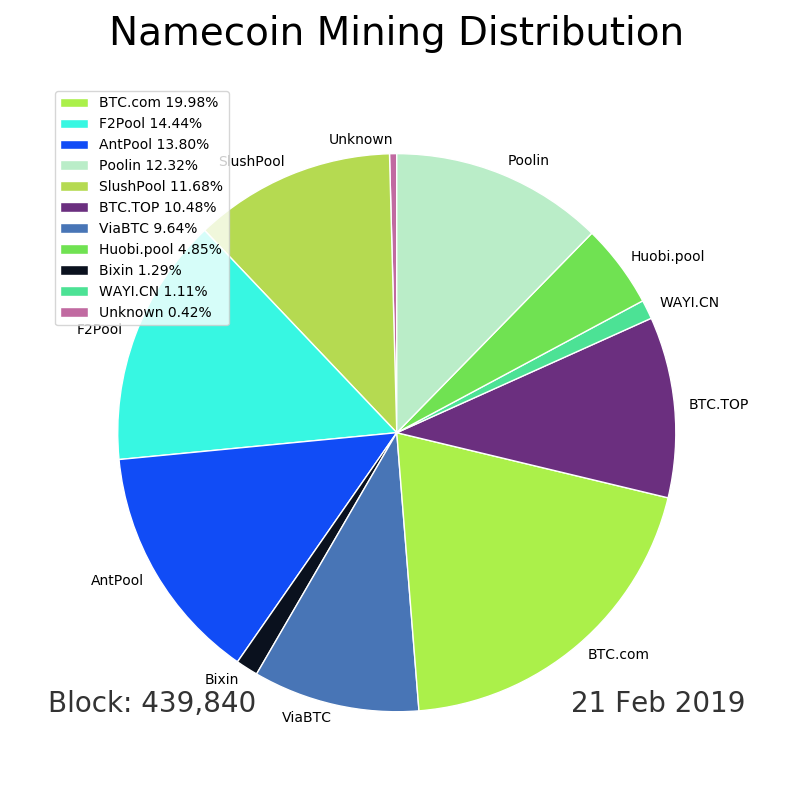 Namecoin Mining Distribution
BTC.com 19.98%
F2Pool 14.44%
AntPool 13.80%
Poolin 12.32%
SlushPool 11.68%
BTC.TOP 10.48%
ViaBTC 9.64%
Huobi.pool 4.85%
Bixin 1.29%
WAYI.CN 1.11%
Unknown 0.42%
Unknown
SlushPool
Poolin
Huobi.pool
WAYI.CN
F2Pool
BTC.TOP
AntPool
BTC.com
Bixin
ViaBTC
Block: 439,840
21 Feb 2019